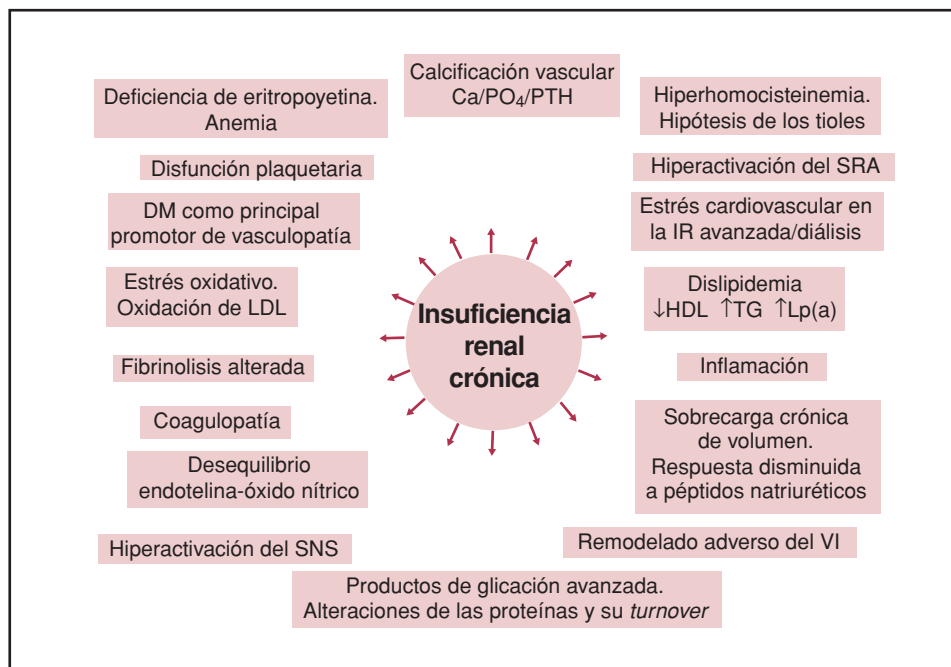 Calcificación vascular
Ca/PO₄/PTH
Deficiencia de eritropoyetina.
Anemia
Hiperhomocisteinemia.
Hipótesis de los tioles
Disfunción plaquetaria
Hiperactivación del SRA
DM como principal
promotor de vasculopatía
Estrés cardiovascular en
la IR avanzada/diálisis
Estrés oxidativo.
Oxidación de LDL
Insuficiencia
renal
crónica
Dislipidemia
↓HDL ↑TG ↑Lp(a)
Fibrinolisis alterada
Inflamación
Coagulopatía
Sobrecarga crónica
de volumen.
Respuesta disminuida
a péptidos natriuréticos
Desequilibrio
endotelina-óxido nítrico
Hiperactivación del SNS
Remodelado adverso del VI
Productos de glicación avanzada.
Alteraciones de las proteínas y su turnover